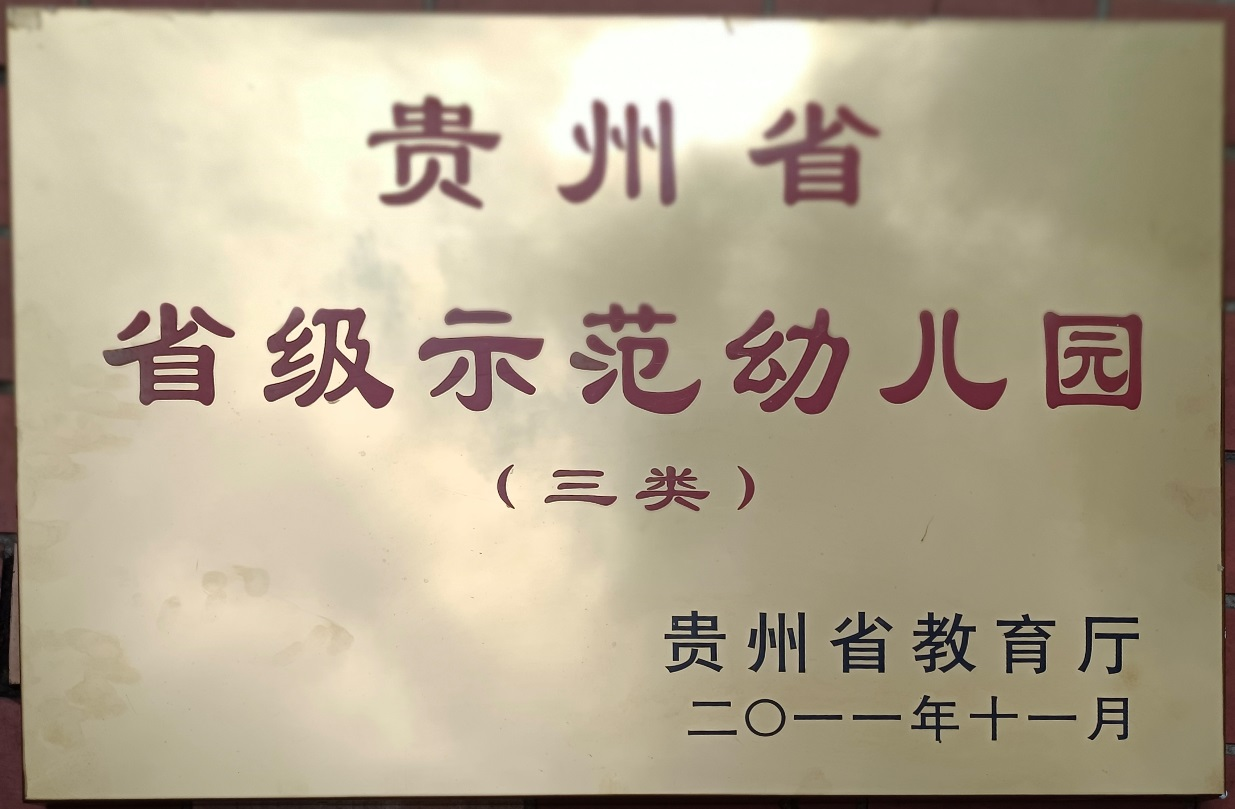 贵州省
省级示范幼儿园
（三类）
贵州省教育厅
二〇一一年十一月